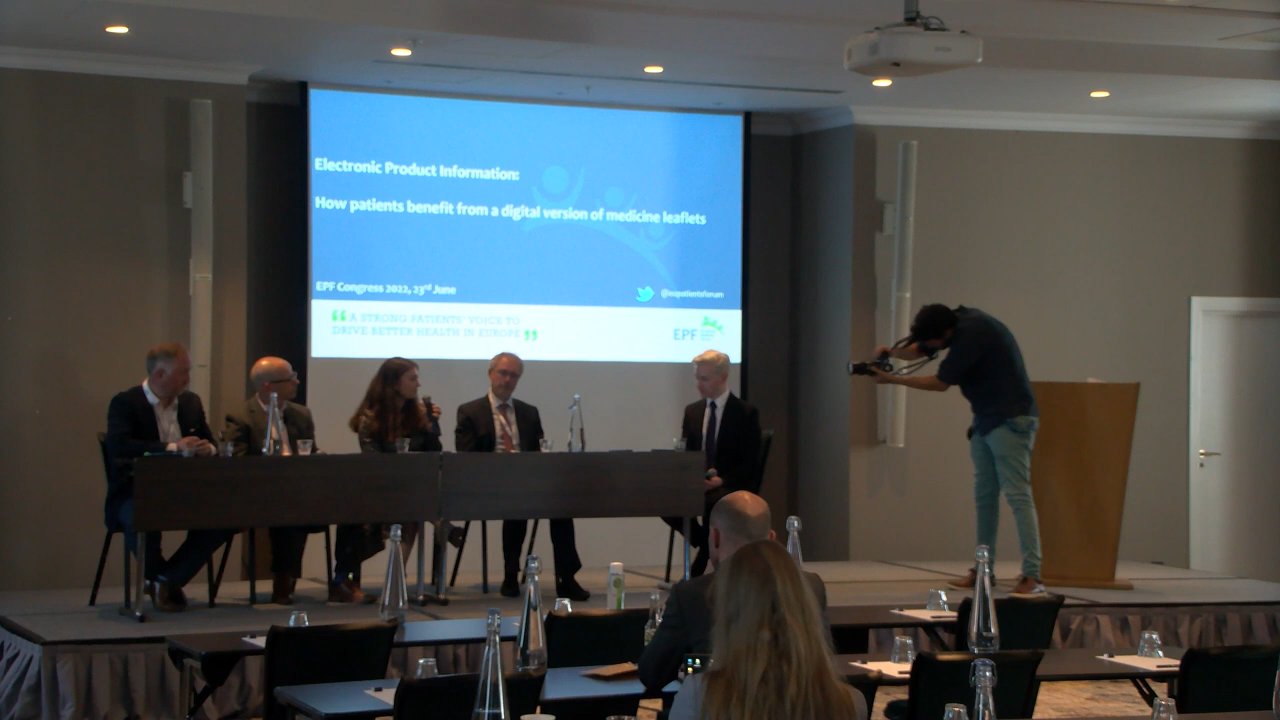 Electronic Product Information:
How patients benefit from a digital version of medicine leaflets
EPF Congress 2022, 23rd June
@eupatientsforum
“ A STRONG PATIENTS' VOICE TO
DRIVE BETTER HEALTH IN EUROPE ”
EPF